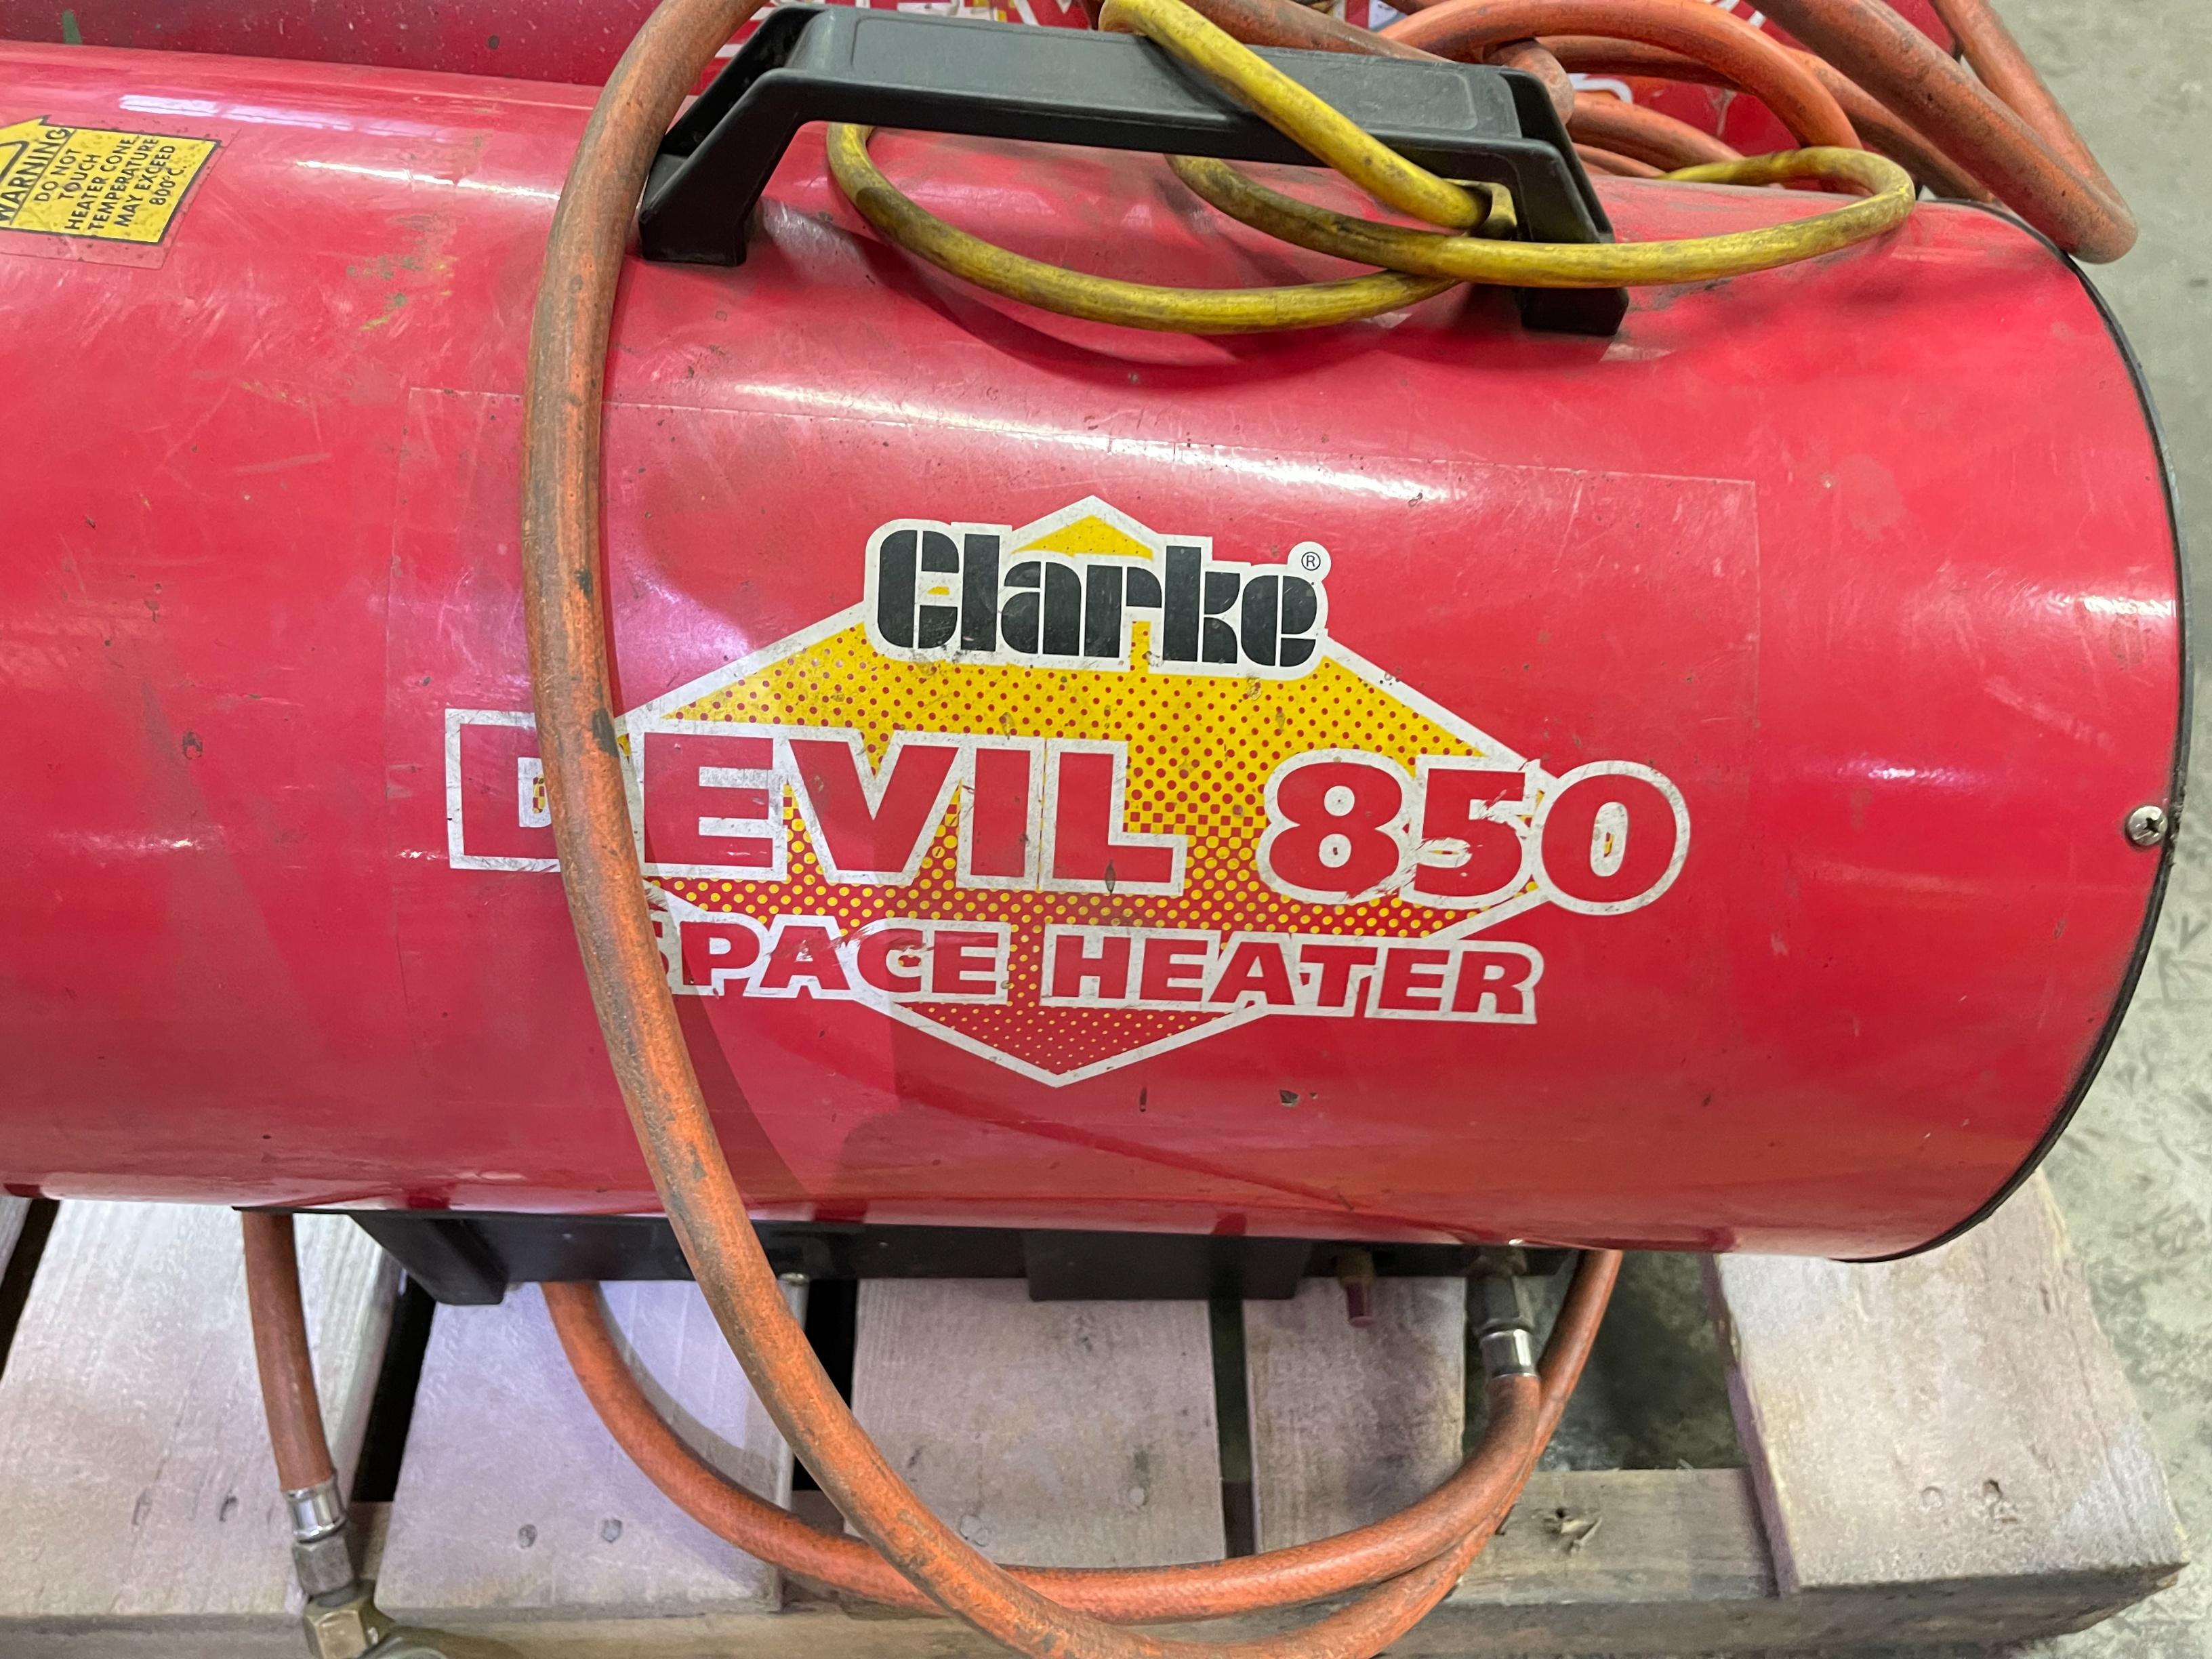 WARNING
DO NOT
TOUCH
HEATER CONE
TEMPERATURE
MAY EXCEED
800°C
Clarke®
DEVIL 850
SPACE HEATER